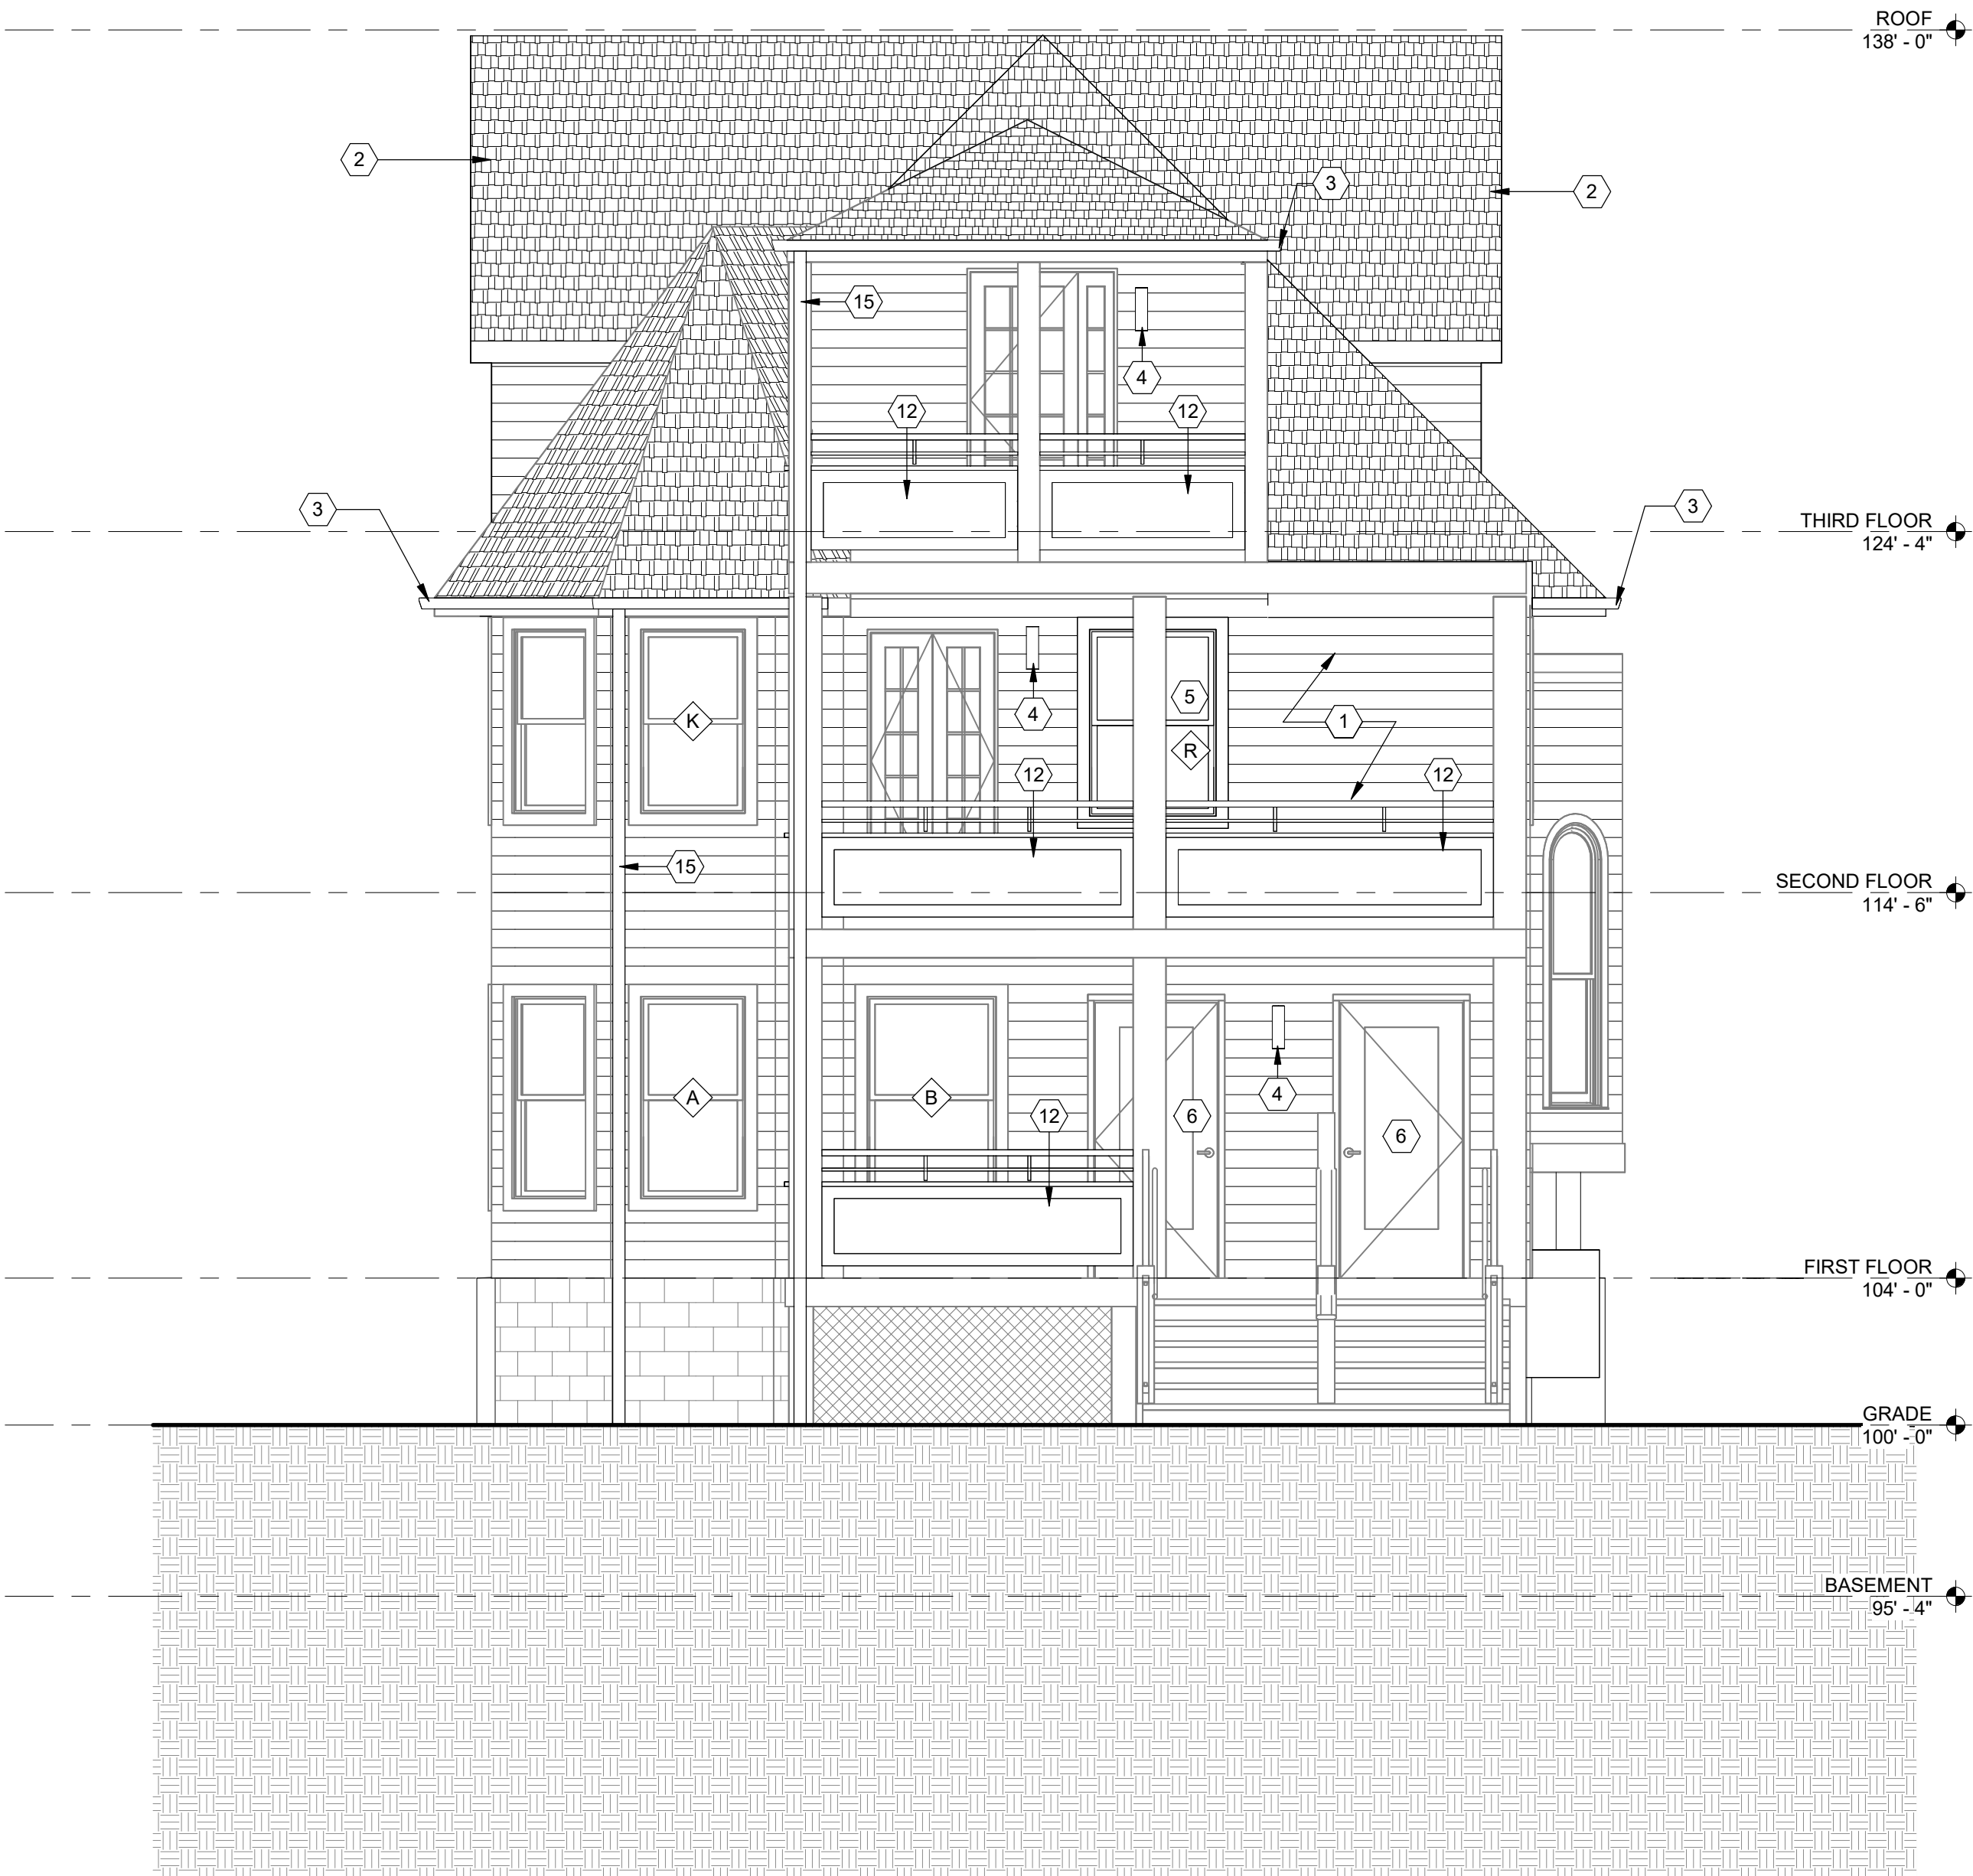 ROOF
138' - 0"
2
3
2
15
4
12
12
3
3
THIRD FLOOR
124' - 4"
K
4
5
1
R
12
12
15
SECOND FLOOR
114' - 6"
A
B
4
12
6
6
FIRST FLOOR
104' - 0"
GRADE
100' - 0"
BASEMENT
95' - 4"